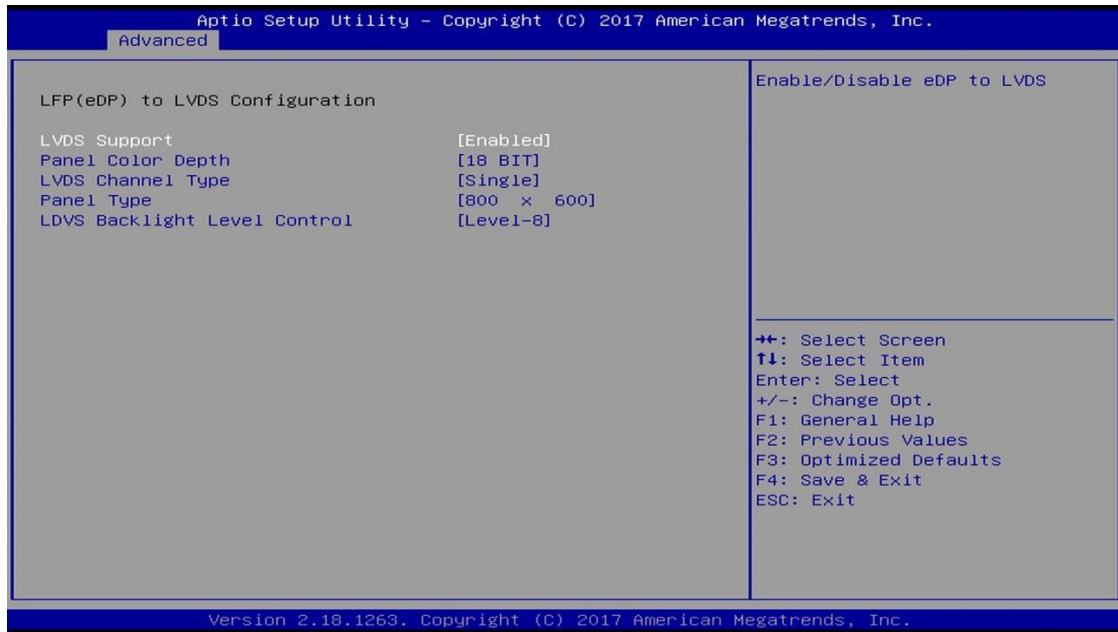 Aptio Setup Utility – Copyright (C) 2017 American Megatrends, Inc.
Advanced
LFP(eDP) to LVDS Configuration
LVDS Support [Enabled]
Panel Color Depth [18 BIT]
LVDS Channel Type [Single]
Panel Type [800 x 600]
LDVS Backlight Level Control [Level-8]
Enable/Disable eDP to LVDS
→←: Select Screen
↑↓: Select Item
Enter: Select
+/-: Change Opt.
F1: General Help
F2: Previous Values
F3: Optimized Defaults
F4: Save & Exit
ESC: Exit
Version 2.18.1263. Copyright (C) 2017 American Megatrends, Inc.